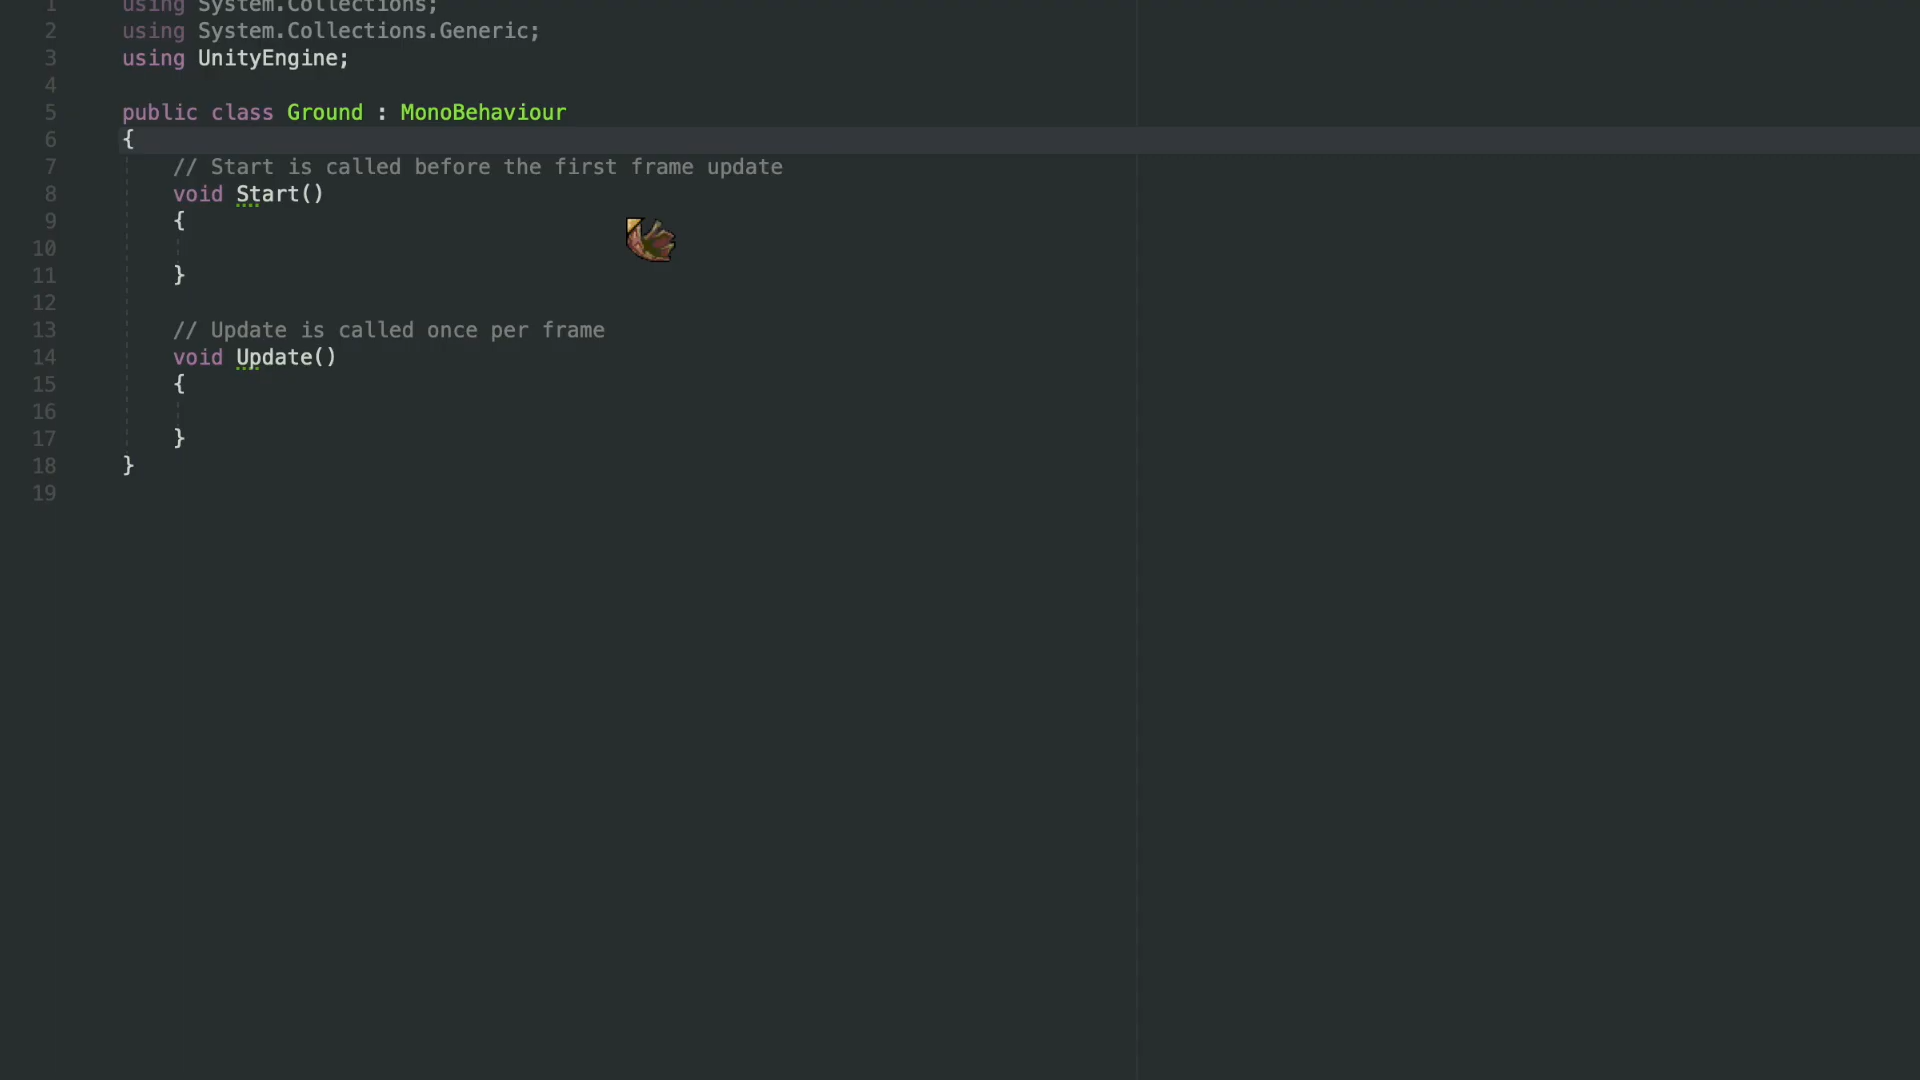 1 using System.Collections;
2 using System.Collections.Generic;
3 using UnityEngine;
4
5 public class Ground : MonoBehaviour
6 {
7 // Start is called before the first frame update
8 void Start()
9 {
10
11 }
12
13 // Update is called once per frame
14 void Update()
15 {
16
17 }
18 }
19